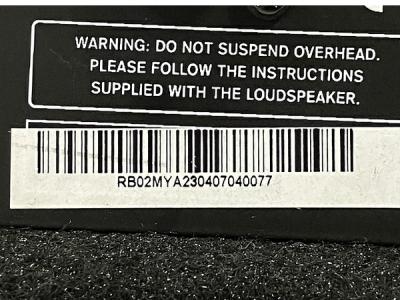 WARNING: DO NOT SUSPEND OVERHEAD.
PLEASE FOLLOW THE INSTRUCTIONS
SUPPLIED WITH THE LOUDSPEAKER.
RB02MYA230407040077